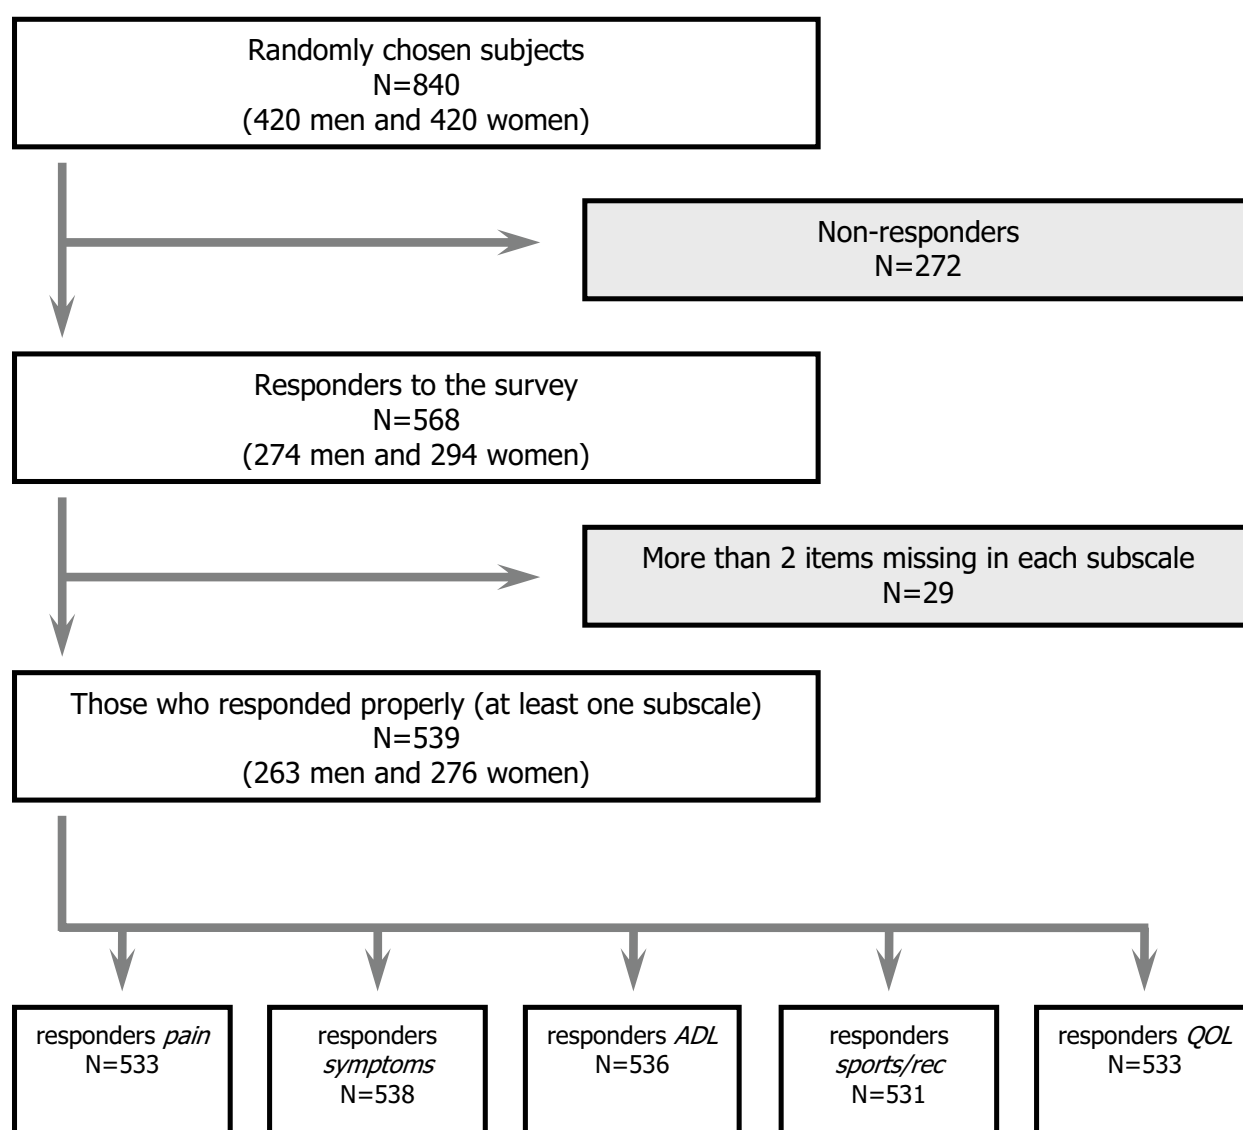 Randomly chosen subjects
N=840
(420 men and 420 women)
Non-responders
N=272
Responders to the survey
N=568
(274 men and 294 women)
More than 2 items missing in each subscale
N=29
Those who responded properly (at least one subscale)
N=539
(263 men and 276 women)
responders pain
N=533
responders
symptoms
N=538
responders ADL
N=536
responders
sports/rec
N=531
responders QOL
N=533